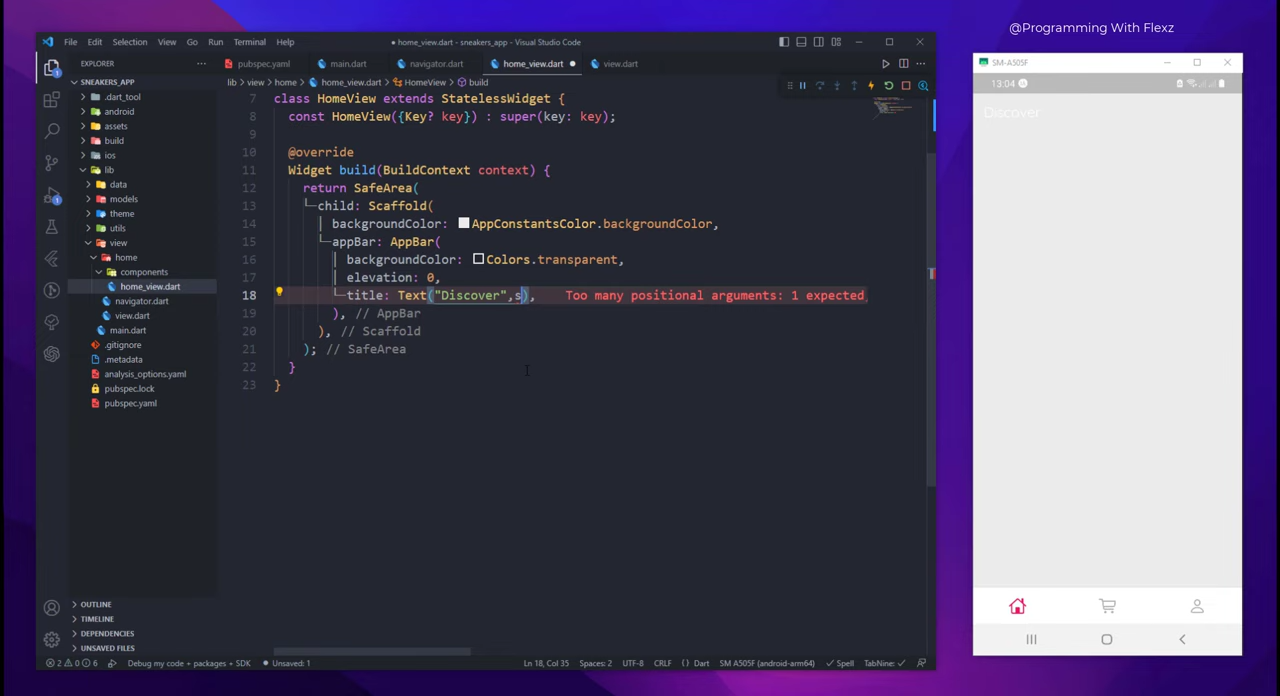 @Programming With Flexz
File Edit Selection View Go Run Terminal Help
● home_view.dart - sneakers_app - Visual Studio Code
SM-A505F
EXPLORER
pubspec.yaml main.dart navigator.dart home_view.dart view.dart
SNEAKERS_APP
lib > view > home > home_view.dart > HomeView > build
.dart_tool
android
assets
build
ios
lib
data
models
theme
utils
view
home
components
home_view.dart
navigator.dart
view.dart
main.dart
.gitignore
.metadata
analysis_options.yaml
pubspec.lock
pubspec.yaml
7 class HomeView extends StatelessWidget {
8 const HomeView({Key? key}) : super(key: key);
9
10 @override
11 Widget build(BuildContext context) {
12 return SafeArea(
13 child: Scaffold(
14 backgroundColor: AppConstantsColor.backgroundColor,
15 appBar: AppBar(
16 backgroundColor: Colors.transparent,
17 elevation: 0,
18 title: Text("Discover",s), Too many positional arguments: 1 expected
19 ), // AppBar
20 ), // Scaffold
21 ); // SafeArea
22 }
23 }
13:04
Discover
OUTLINE
TIMELINE
DEPENDENCIES
UNSAVED FILES
2 0 6 Debug my code + packages + SDK Unsaved: 1 Ln 18, Col 35 Spaces: 2 UTF-8 CRLF {} Dart SM A505F (android-arm64) Spell TabNine: ✓